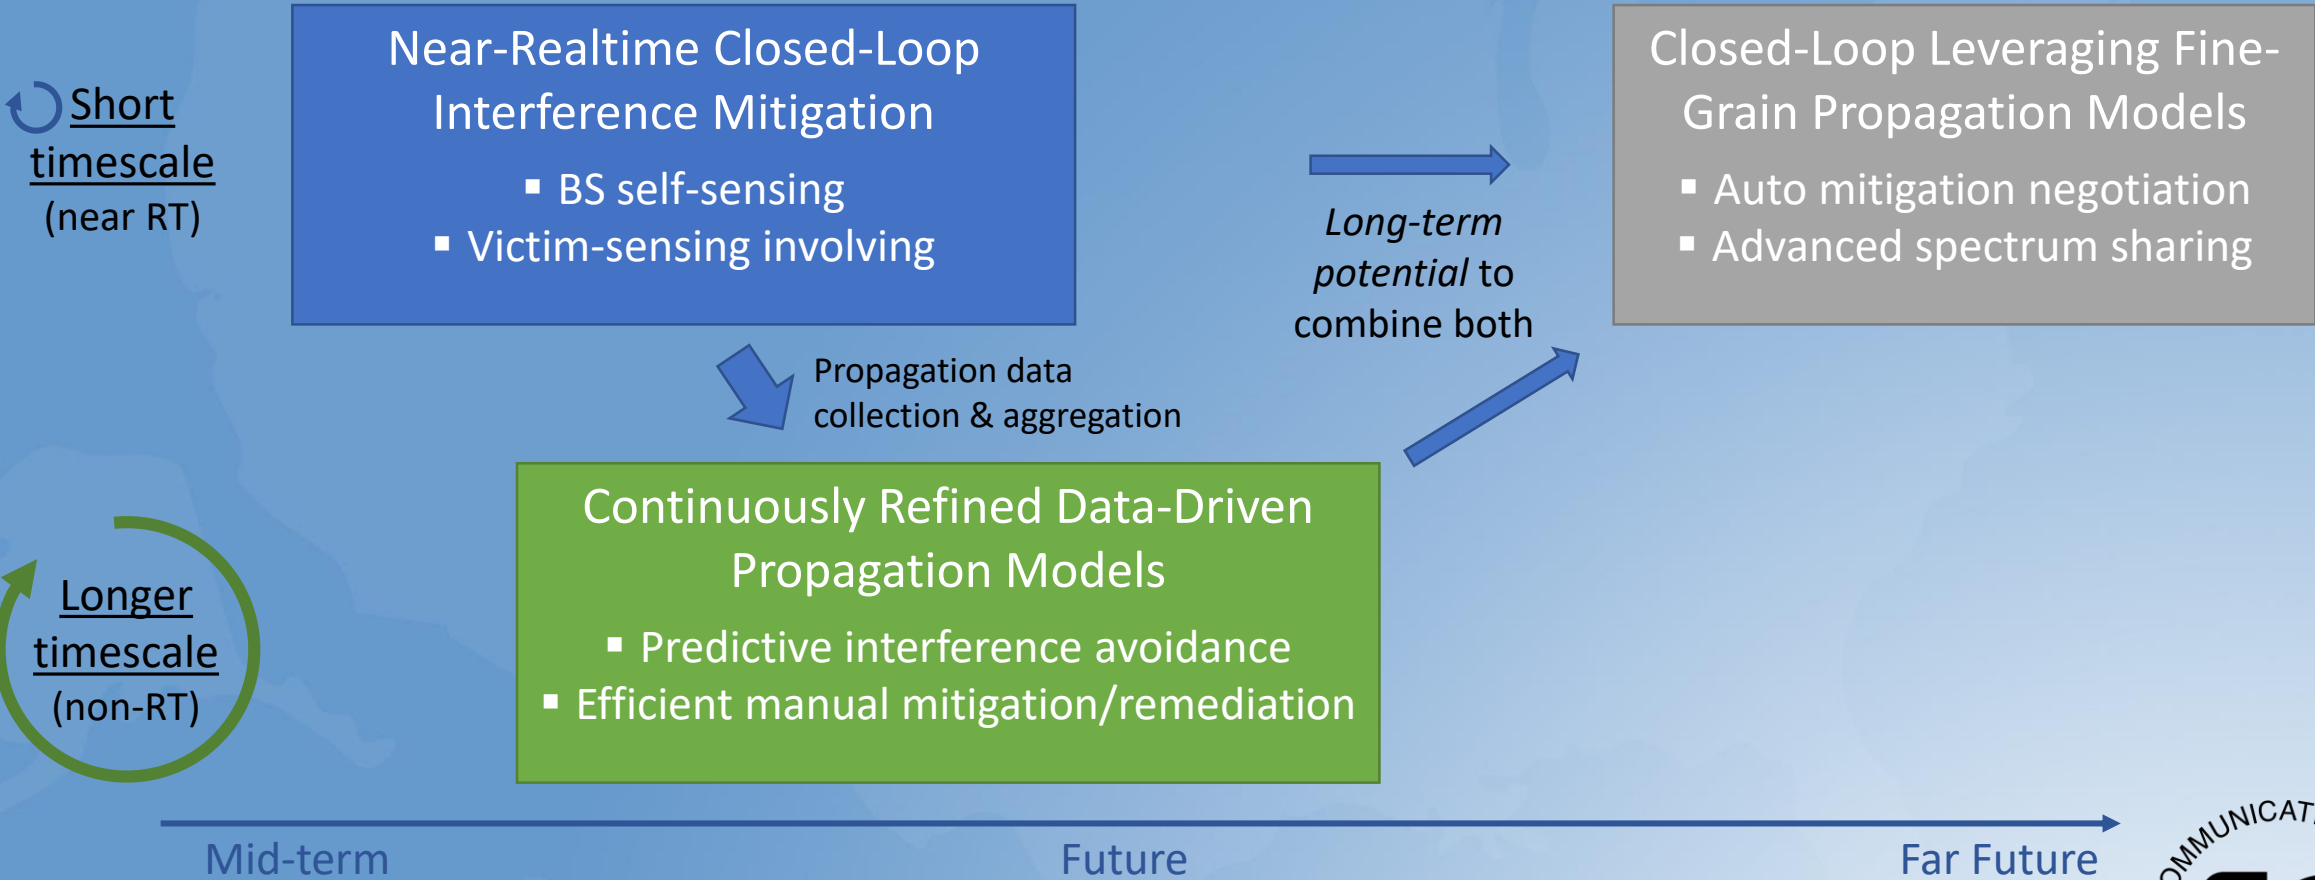 Short
timescale
(near RT)
Near-Realtime Closed-Loop
Interference Mitigation
▪ BS self-sensing
▪ Victim-sensing involving
Long-term
potential to
combine both
Closed-Loop Leveraging Fine-
Grain Propagation Models
▪ Auto mitigation negotiation
▪ Advanced spectrum sharing
Propagation data
collection & aggregation
Longer
timescale
(non-RT)
Continuously Refined Data-Driven
Propagation Models
▪ Predictive interference avoidance
▪ Efficient manual mitigation/remediation
Mid-term
Future
Far Future